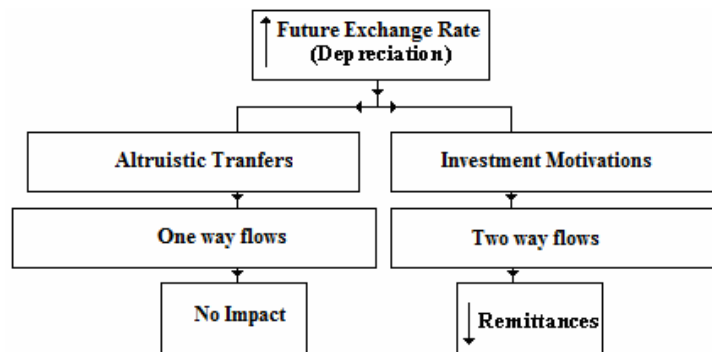 Future Exchange Rate
(Depreciation)
Altruistic Tranfers
Investment Motivations
One way flows
Two way flows
No Impact
Remittances